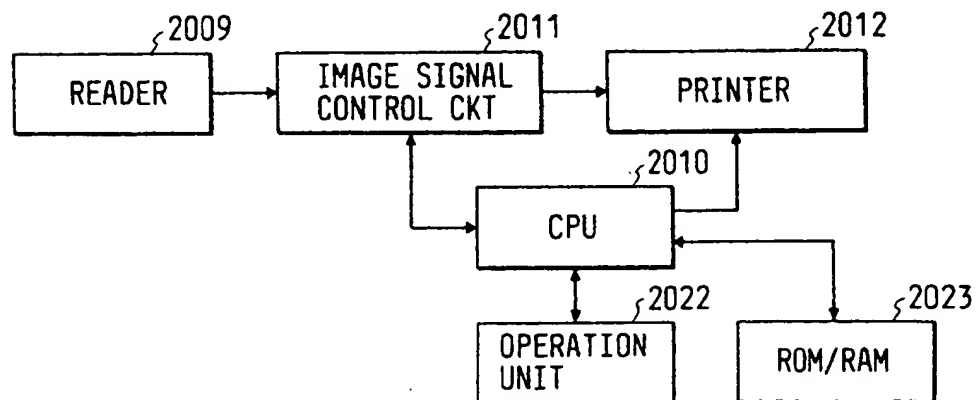 2009
2011
2012
READER
IMAGE SIGNAL
CONTROL CKT
PRINTER
2010
CPU
2022
2023
OPERATION
UNIT
ROM/RAM